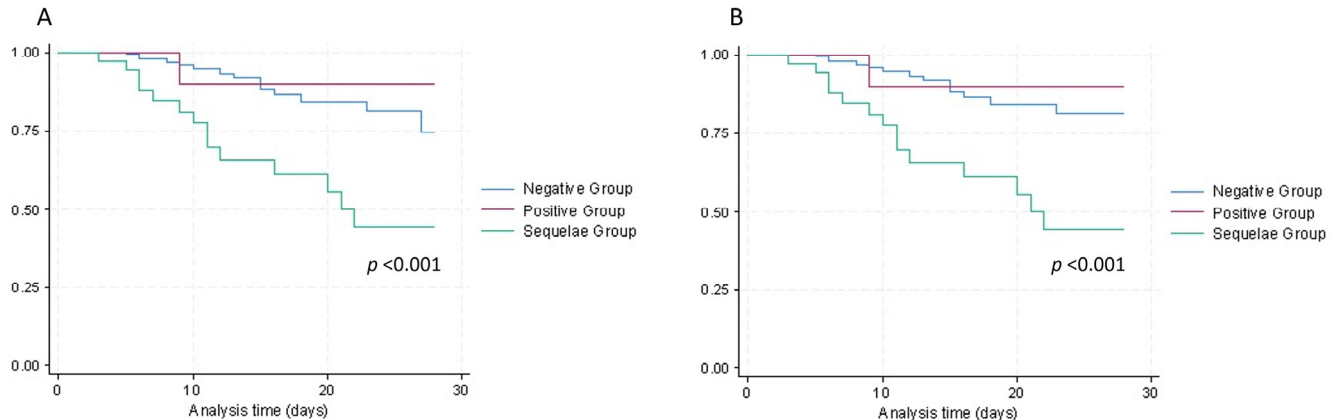 A
1.00
0.75
0.50
0.25
0.00
0
10
20
30
Analysis time (days)
Negative Group
Positive Group
Sequelae Group
p <0.001
B
1.00
0.75
0.50
0.25
0.00
0
10
20
30
Analysis time (days)
Negative Group
Positive Group
Sequelae Group
p <0.001